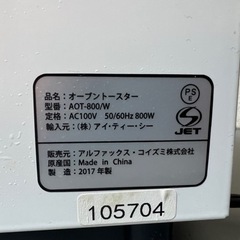 品名：オーブントースター
型番：AOT-800/W
定格：AC100V 50/60Hz 800W
輸入元：(株) アイ・ティー・シー
PS
E
JET
販売元：アルファックス・コイズミ株式会社
原産国：Made in China
製造：2017 年製
105704